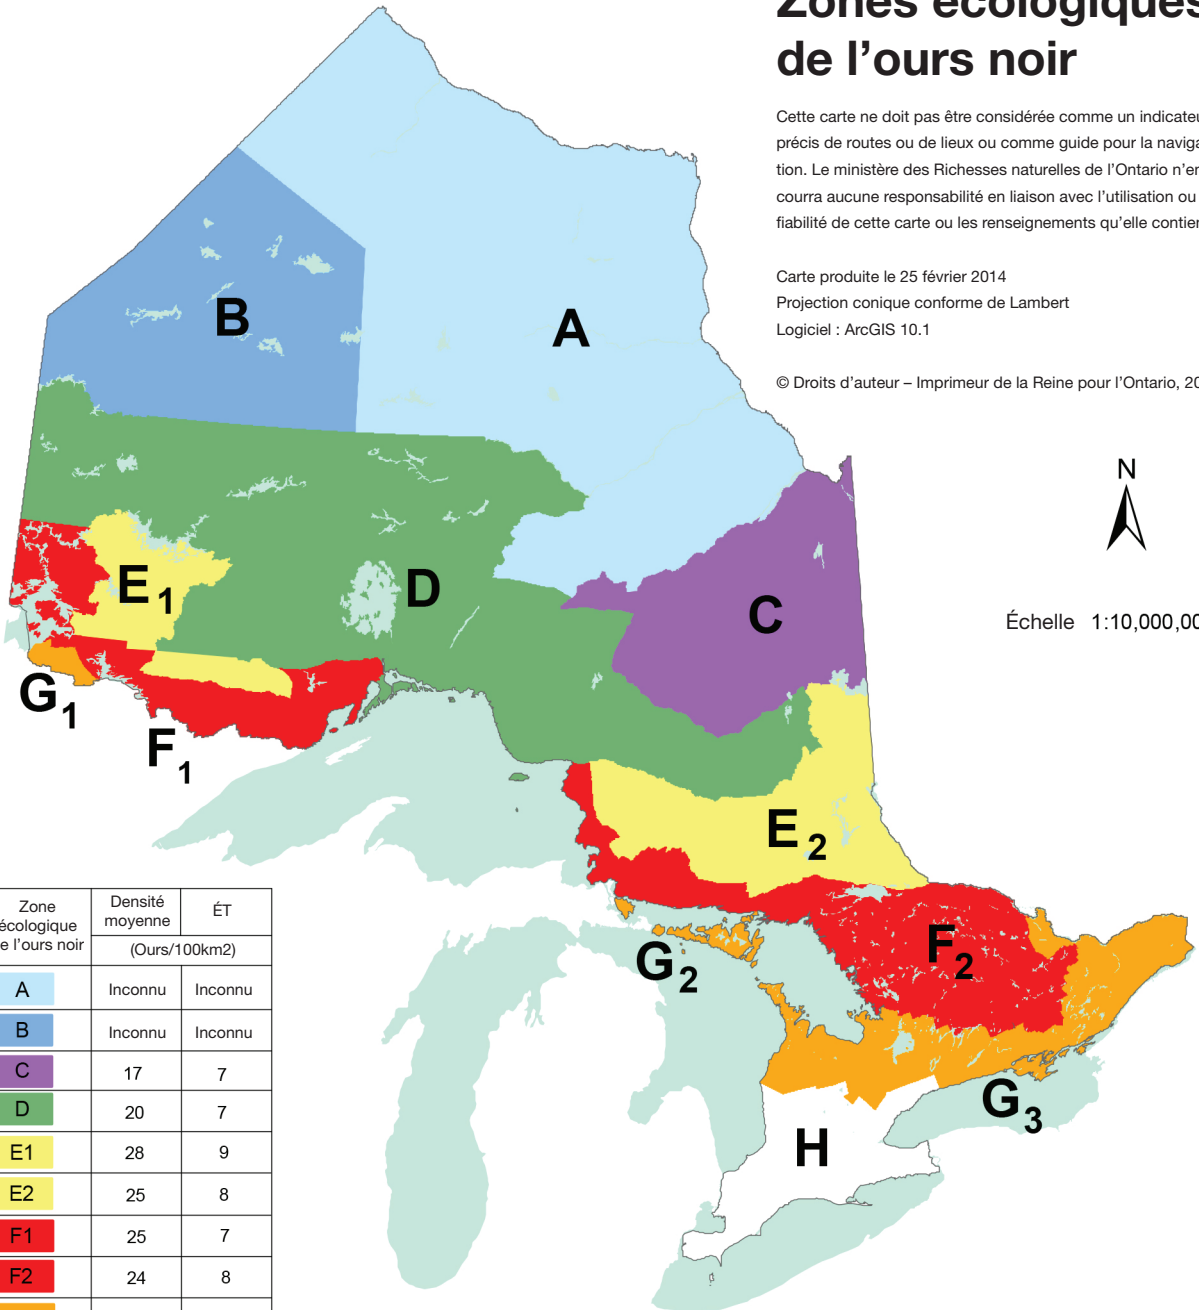 Zones écologiques
de l’ours noir
Cette carte ne doit pas être considérée comme un indicateu
précis de routes ou de lieux ou comme guide pour la naviga
tion. Le ministère des Richesses naturelles de l’Ontario n’en
courra aucune responsabilité en liaison avec l’utilisation ou
fiabilité de cette carte ou les renseignements qu’elle contien
Carte produite le 25 février 2014
Projection conique conforme de Lambert
Logiciel : ArcGIS 10.1
© Droits d’auteur – Imprimeur de la Reine pour l’Ontario, 20
N
Échelle 1:10,000,00
B
A
E1
D
C
G1
F1
E2
F2
G2
G3
H
Zone
écologique
e l’ours noir
Densité
moyenne
ÉT
(Ours/100km2)
A Inconnu Inconnu
B Inconnu Inconnu
C 17 7
D 20 7
E1 28 9
E2 25 8
F1 25 7
F2 24 8